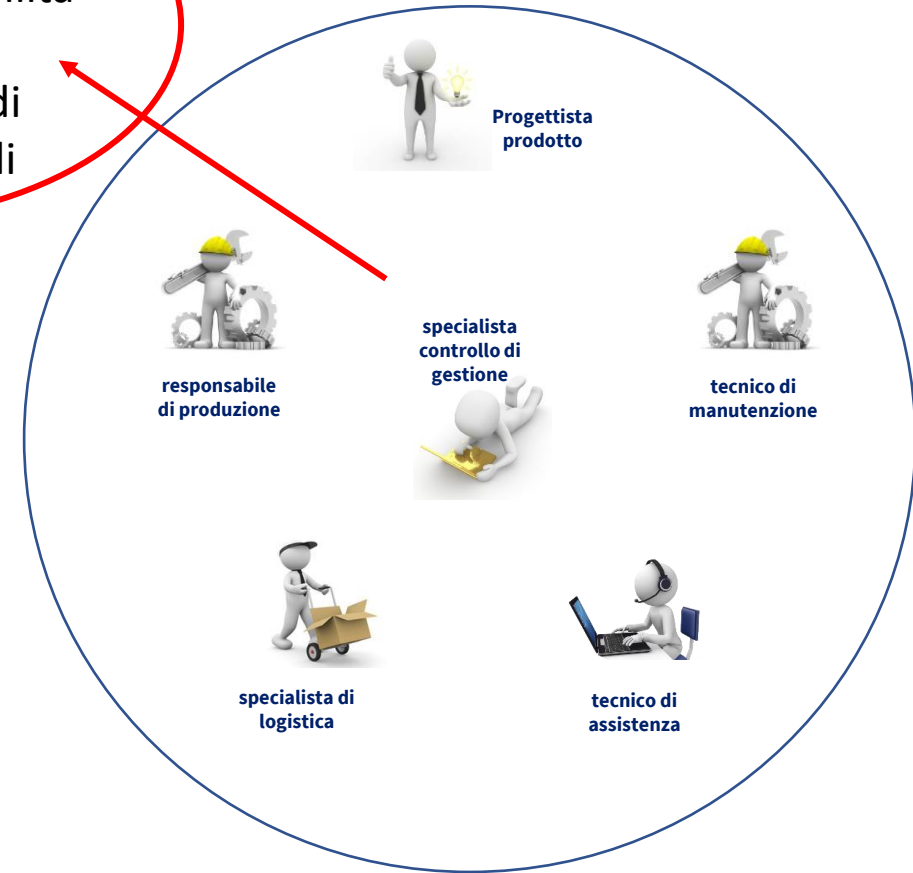 di
Progettista
prodotto
specialista
controllo di
gestione
responsabile
di produzione
tecnico di
manutenzione
specialista di
logistica
tecnico di
assistenza